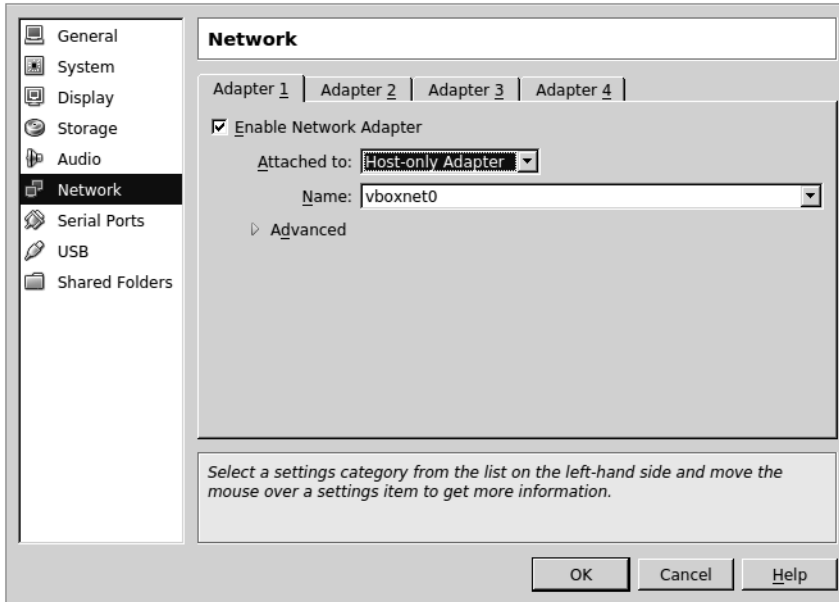 General
System
Display
Storage
Audio
Network
Serial Ports
USB
Shared Folders
Network
Adapter 1 Adapter 2 Adapter 3 Adapter 4
Enable Network Adapter
Attached to: Host-only Adapter
Name: vboxnet0
Advanced
Select a settings category from the list on the left-hand side and move the
mouse over a settings item to get more information.
OK Cancel Help